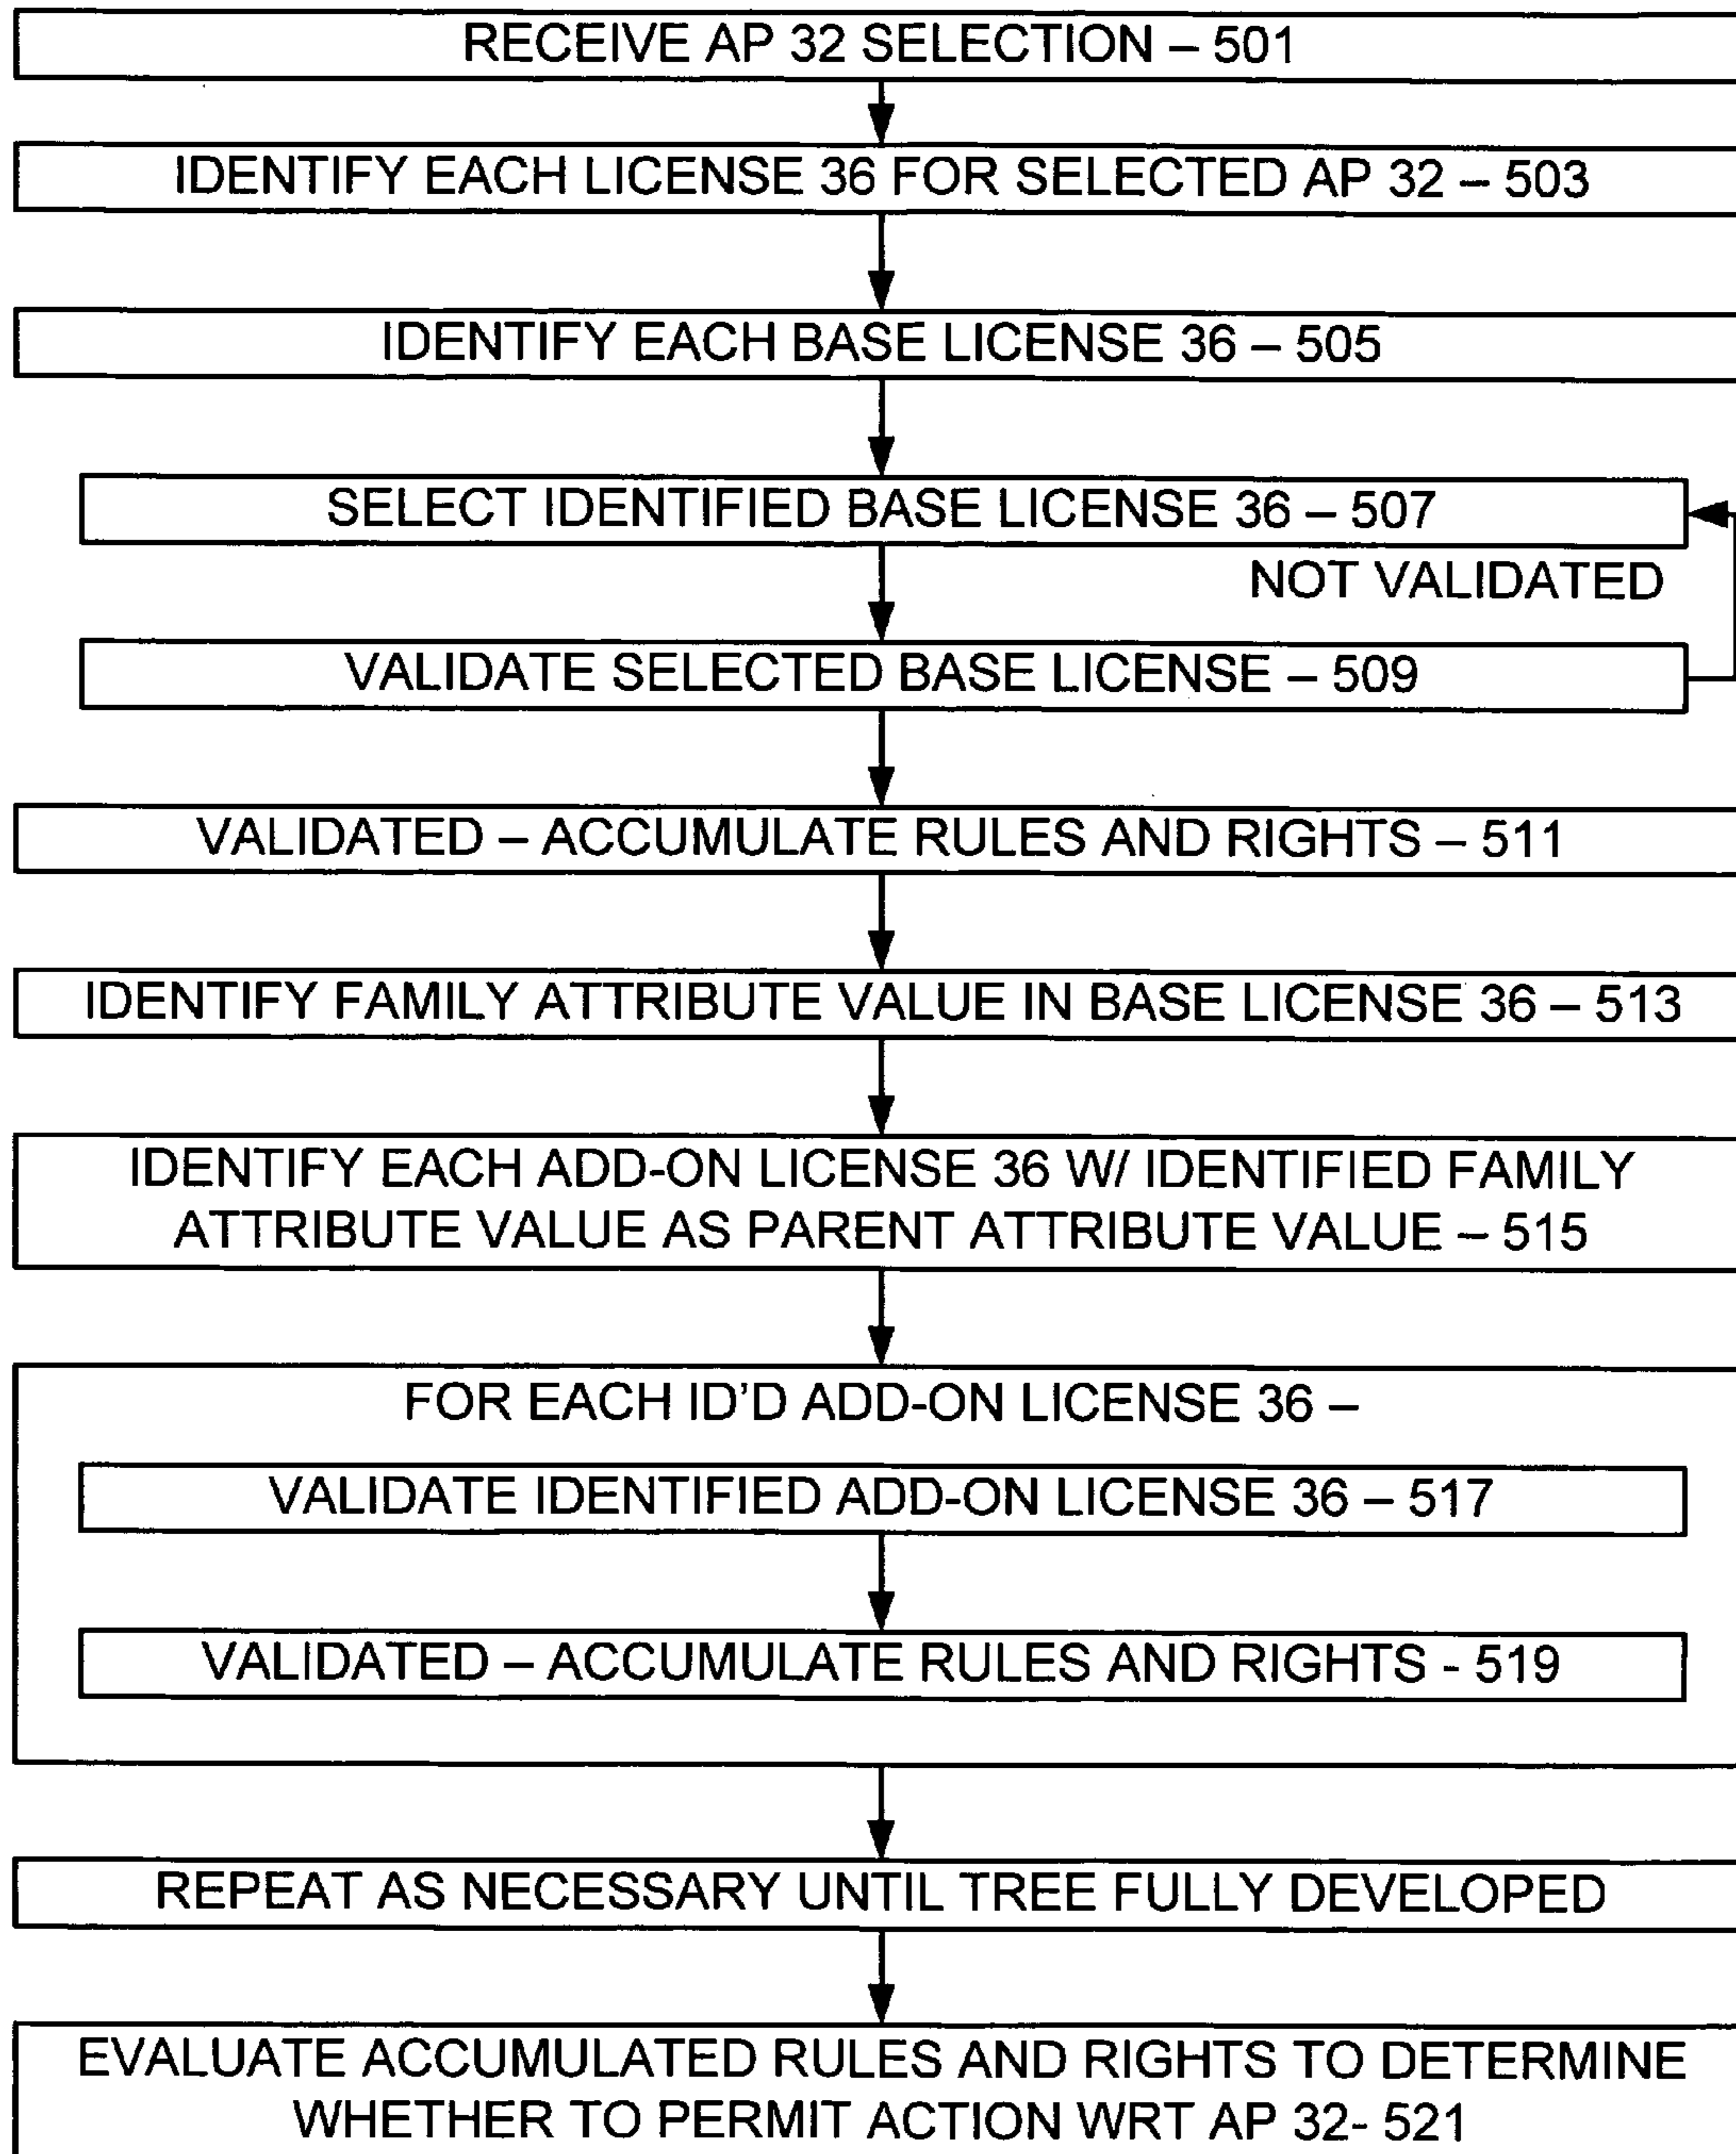 RECEIVE AP 32 SELECTION – 501
IDENTIFY EACH LICENSE 36 FOR SELECTED AP 32 – 503
IDENTIFY EACH BASE LICENSE 36 – 505
SELECT IDENTIFIED BASE LICENSE 36 – 507
NOT VALIDATED
VALIDATE SELECTED BASE LICENSE – 509
VALIDATED – ACCUMULATE RULES AND RIGHTS – 511
IDENTIFY FAMILY ATTRIBUTE VALUE IN BASE LICENSE 36 – 513
IDENTIFY EACH ADD-ON LICENSE 36 W/ IDENTIFIED FAMILY
ATTRIBUTE VALUE AS PARENT ATTRIBUTE VALUE – 515
FOR EACH ID'D ADD-ON LICENSE 36 –
VALIDATE IDENTIFIED ADD-ON LICENSE 36 – 517
VALIDATED – ACCUMULATE RULES AND RIGHTS - 519
REPEAT AS NECESSARY UNTIL TREE FULLY DEVELOPED
EVALUATE ACCUMULATED RULES AND RIGHTS TO DETERMINE
WHETHER TO PERMIT ACTION WRT AP 32- 521